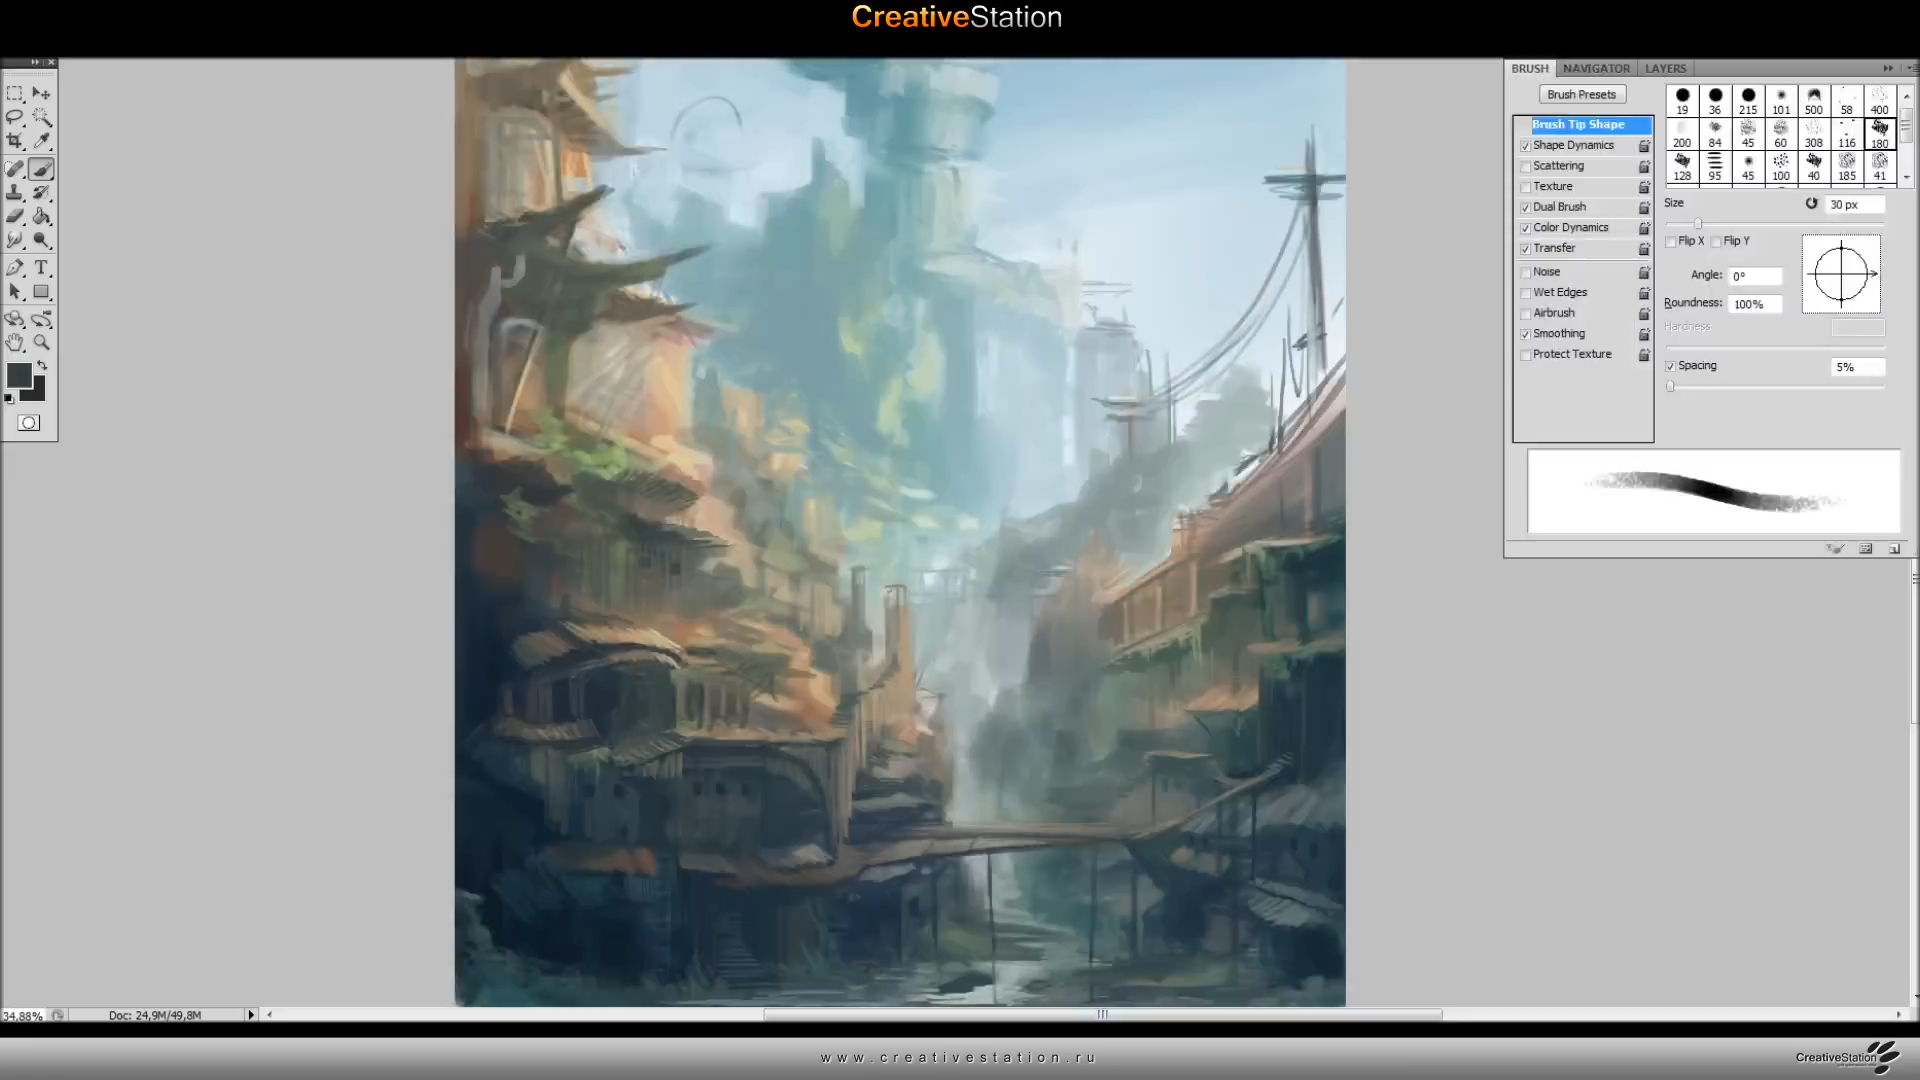 CreativeStation
BRUSH NAVIGATOR LAYERS
Brush Presets
Brush Tip Shape
Shape Dynamics
Scattering
Texture
Dual Brush
Color Dynamics
Transfer
Noise
Wet Edges
Airbrush
Smoothing
Protect Texture
19 36 215 101 500 58 400
200 84 45 60 308 116 180
128 95 45 100 40 185 41
Size 30 px
Flip X Flip Y
Angle: 0°
Roundness: 100%
Hardness
Spacing 5%
T
34,88% Doc: 24,9M/49,8M
www.creativestation.ru
CreativeStation